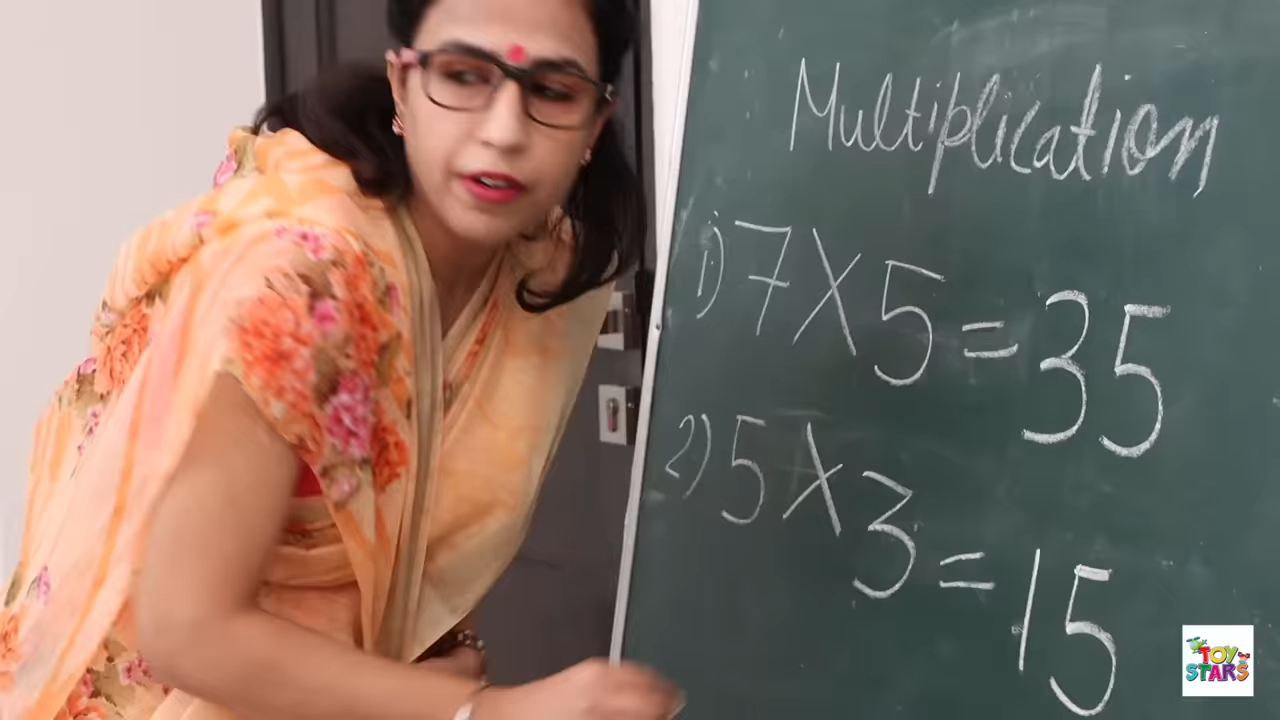 Multiplication
1) 7 X 5 = 35
2) 5 X 3 = 15
TOY
STARS